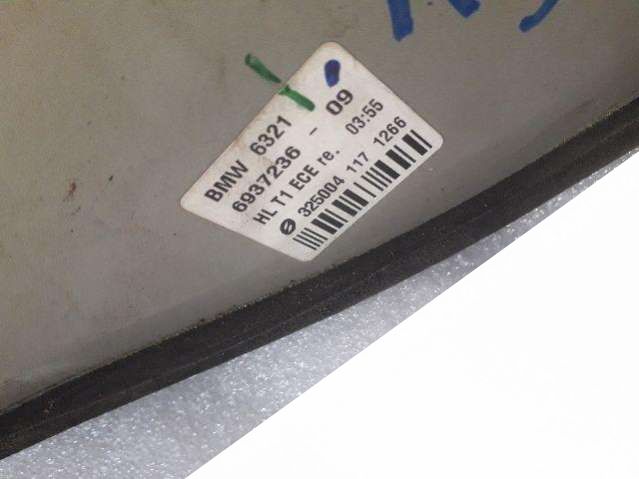 BMW 6321
6937236 - 09
HL T1 ECE re. 03:55
325004 117 1266